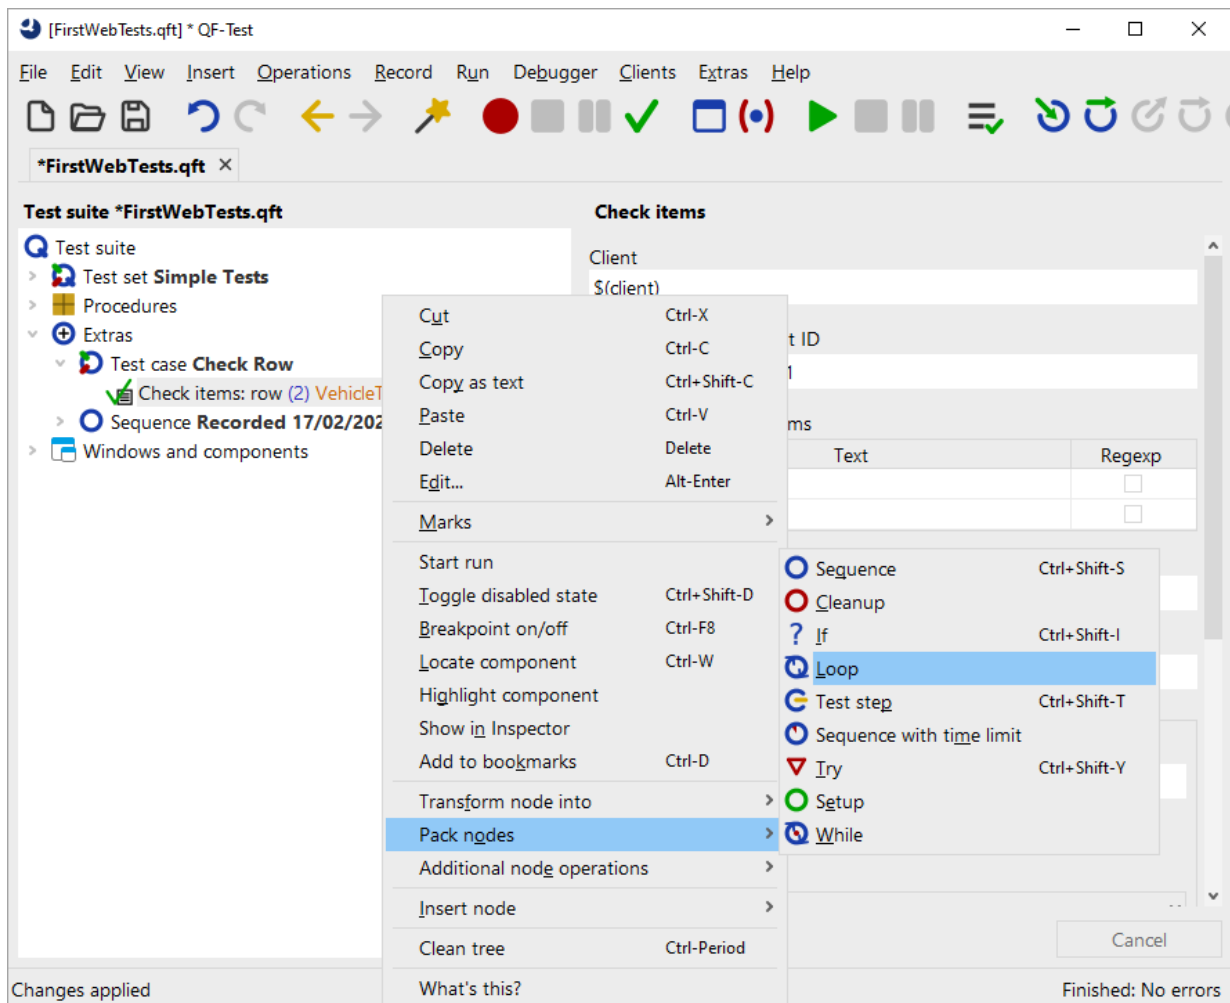 [FirstWebTests.qft] * QF-Test
File Edit View Insert Operations Record Run Debugger Clients Extras Help
*FirstWebTests.qft
Test suite *FirstWebTests.qft
Test suite
Test set Simple Tests
Procedures
Extras
Test case Check Row
Check items: row (2) VehicleT
Sequence Recorded 17/02/202
Windows and components
Check items
Client
$(client)
t ID
1
ms
Text Regexp
Cut Ctrl-X
Copy Ctrl-C
Copy as text Ctrl+Shift-C
Paste Ctrl-V
Delete Delete
Edit... Alt-Enter
Marks
Start run
Toggle disabled state Ctrl+Shift-D
Breakpoint on/off Ctrl-F8
Locate component Ctrl-W
Highlight component
Show in Inspector
Add to bookmarks Ctrl-D
Transform node into
Pack nodes
Additional node operations
Insert node
Clean tree Ctrl-Period
What's this?
Sequence Ctrl+Shift-S
Cleanup
If Ctrl+Shift-I
Loop
Test step Ctrl+Shift-T
Sequence with time limit
Try Ctrl+Shift-Y
Setup
While
Cancel
Changes applied
Finished: No errors